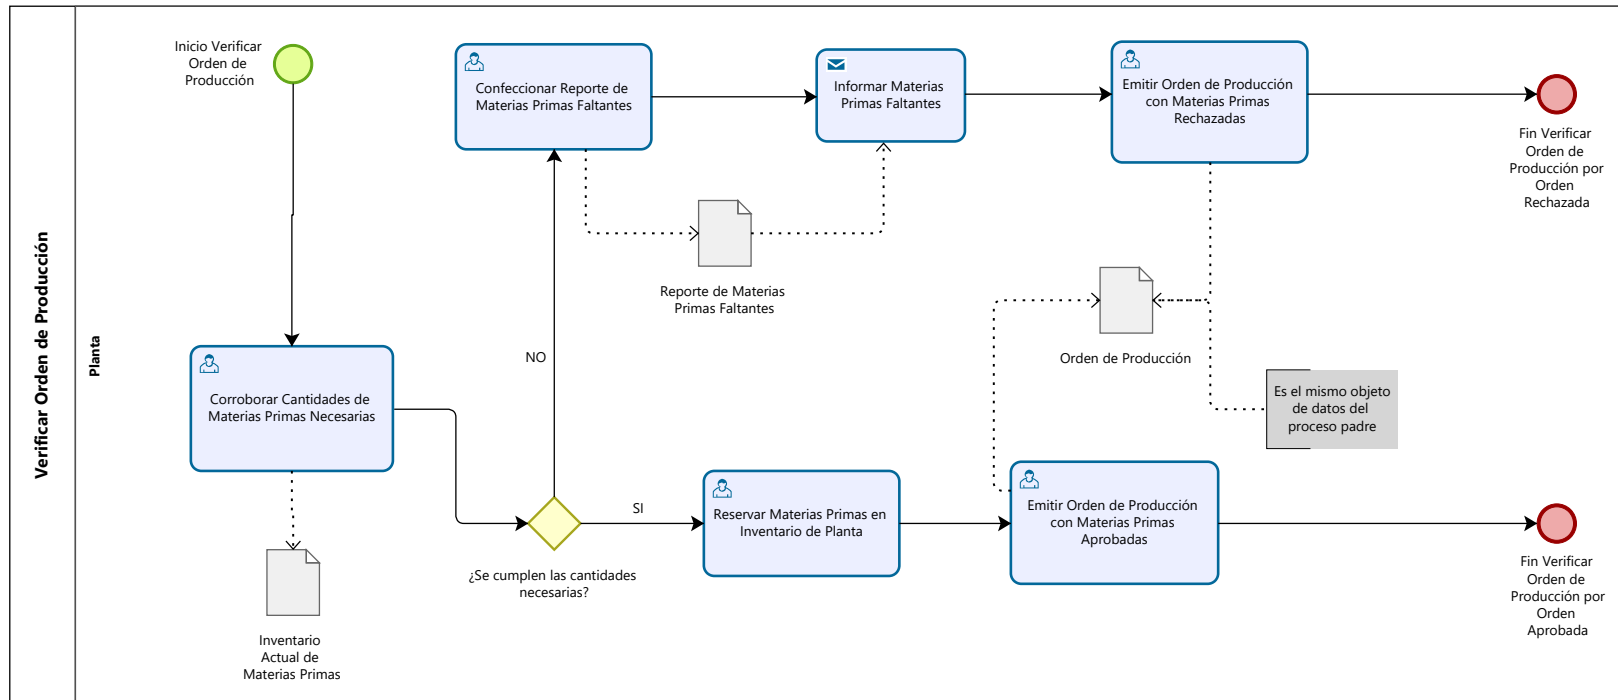 Verificar Orden de Producción
Planta
Inicio Verificar
Orden de
Producción
Confeccionar Reporte de
Materias Primas Faltantes
Informar Materias
Primas Faltantes
Emitir Orden de Producción
con Materias Primas
Rechazadas
Fin Verificar
Orden de
Producción por
Orden
Rechazada
Reporte de Materias
Primas Faltantes
Orden de Producción
NO
Corroborar Cantidades de
Materias Primas Necesarias
Es el mismo objeto
de datos del
proceso padre
SI
Reservar Materias Primas en
Inventario de Planta
Emitir Orden de Producción
con Materias Primas
Aprobadas
¿Se cumplen las cantidades
necesarias?
Fin Verificar
Orden de
Producción por
Orden
Aprobada
Inventario
Actual de
Materias Primas